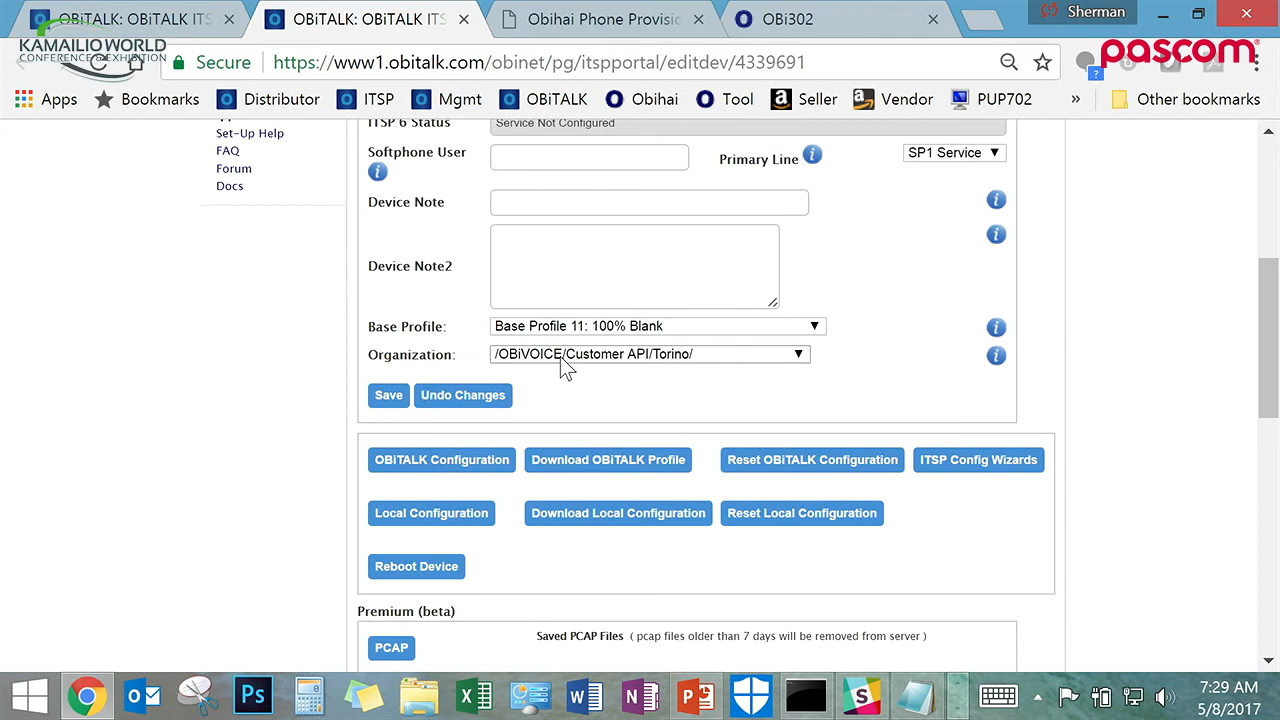 OBiTALK: OBiTALK ITS
OBiTALK: OBiTALK ITS
Obihai Phone Provisic
OBi302
Sherman
KAMAILIO WORLD
CONFERENCE & EXHIBITION
Secure
https://www1.obitalk.com/obinet/pg/itspportal/editdev/4339691
pascom
Apps
Bookmarks
Distributor
ITSP
Mgmt
OBiTALK
Obihai
Tool
Seller
Vendor
PUP702
»
Other bookmarks
Set-Up Help
FAQ
Forum
Docs
ITSP 6 Status
Service Not Configured
Softphone User
Primary Line
SP1 Service
Device Note
Device Note2
Base Profile:
Base Profile 11: 100% Blank
Organization:
/OBiVOICE/Customer API/Torino/
Save
Undo Changes
OBiTALK Configuration
Download OBiTALK Profile
Reset OBiTALK Configuration
ITSP Config Wizards
Local Configuration
Download Local Configuration
Reset Local Configuration
Reboot Device
Premium (beta)
PCAP
Saved PCAP Files ( pcap files older than 7 days will be removed from server )
7:29 AM
5/8/2017